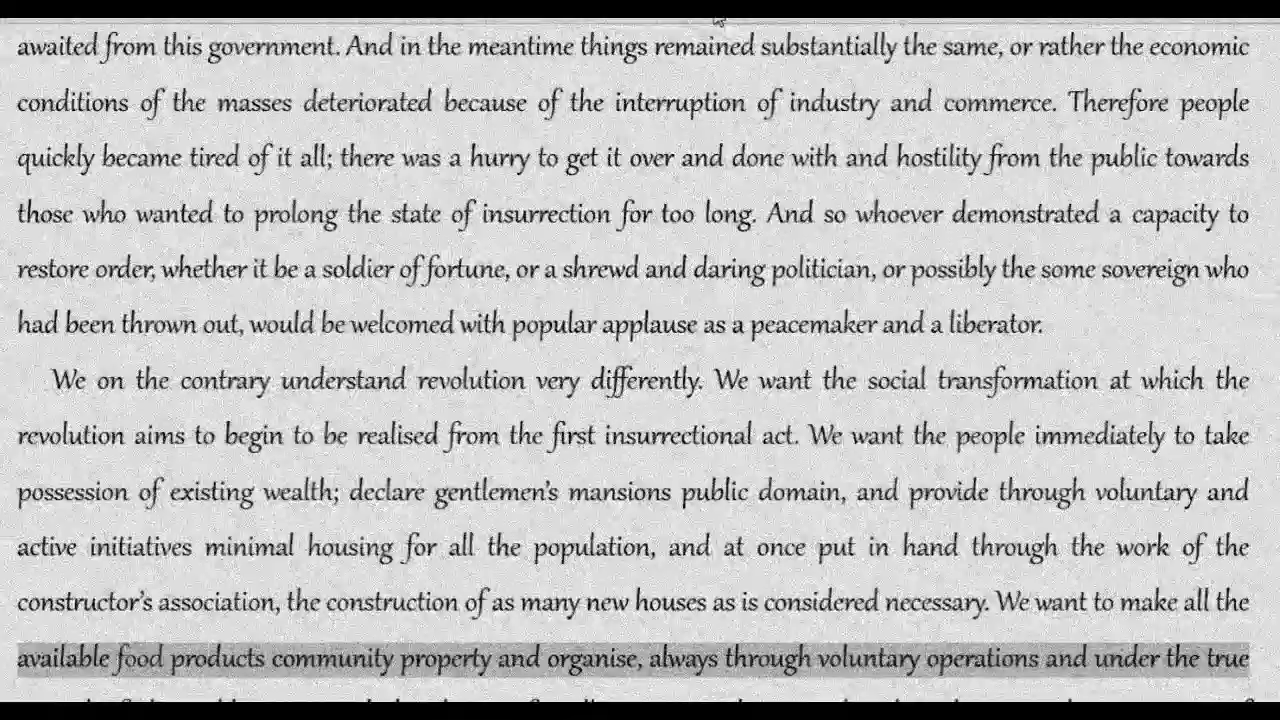 awaited from this government. And in the meantime things remained substantially the same, or rather the economic
conditions of the masses deteriorated because of the interruption of industry and commerce. Therefore people
quickly became tired of it all; there was a hurry to get it over and done with and hostility from the public towards
those who wanted to prolong the state of insurrection for too long. And so whoever demonstrated a capacity to
restore order, whether it be a soldier of fortune, or a shrewd and daring politician, or possibly the some sovereign who
had been thrown out, would be welcomed with popular applause as a peacemaker and a liberator.
We on the contrary understand revolution very differently. We want the social transformation at which the
revolution aims to begin to be realised from the first insurrectional act. We want the people immediately to take
possession of existing wealth; declare gentlemen's mansions public domain, and provide through voluntary and
active initiatives minimal housing for all the population, and at once put in hand through the work of the
constructor's association, the construction of as many new houses as is considered necessary. We want to make all the
available food products community property and organise, always through voluntary operations and under the true